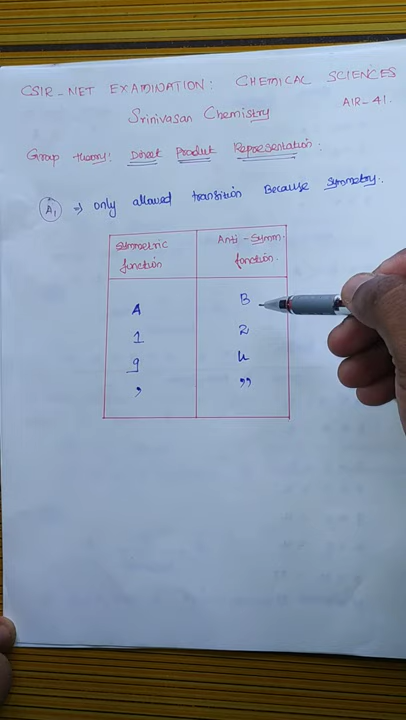 CSIR-NET EXAMINATION: CHEMICAL SCIENCES
Srinivasan Chemistry AIR-41.
Group theory: Direct Product Representation:
A1 ⇒ only allowed transition Because symmetry.
Symmetric function Anti-Symm. function.
A B
1 2
g u
' ''